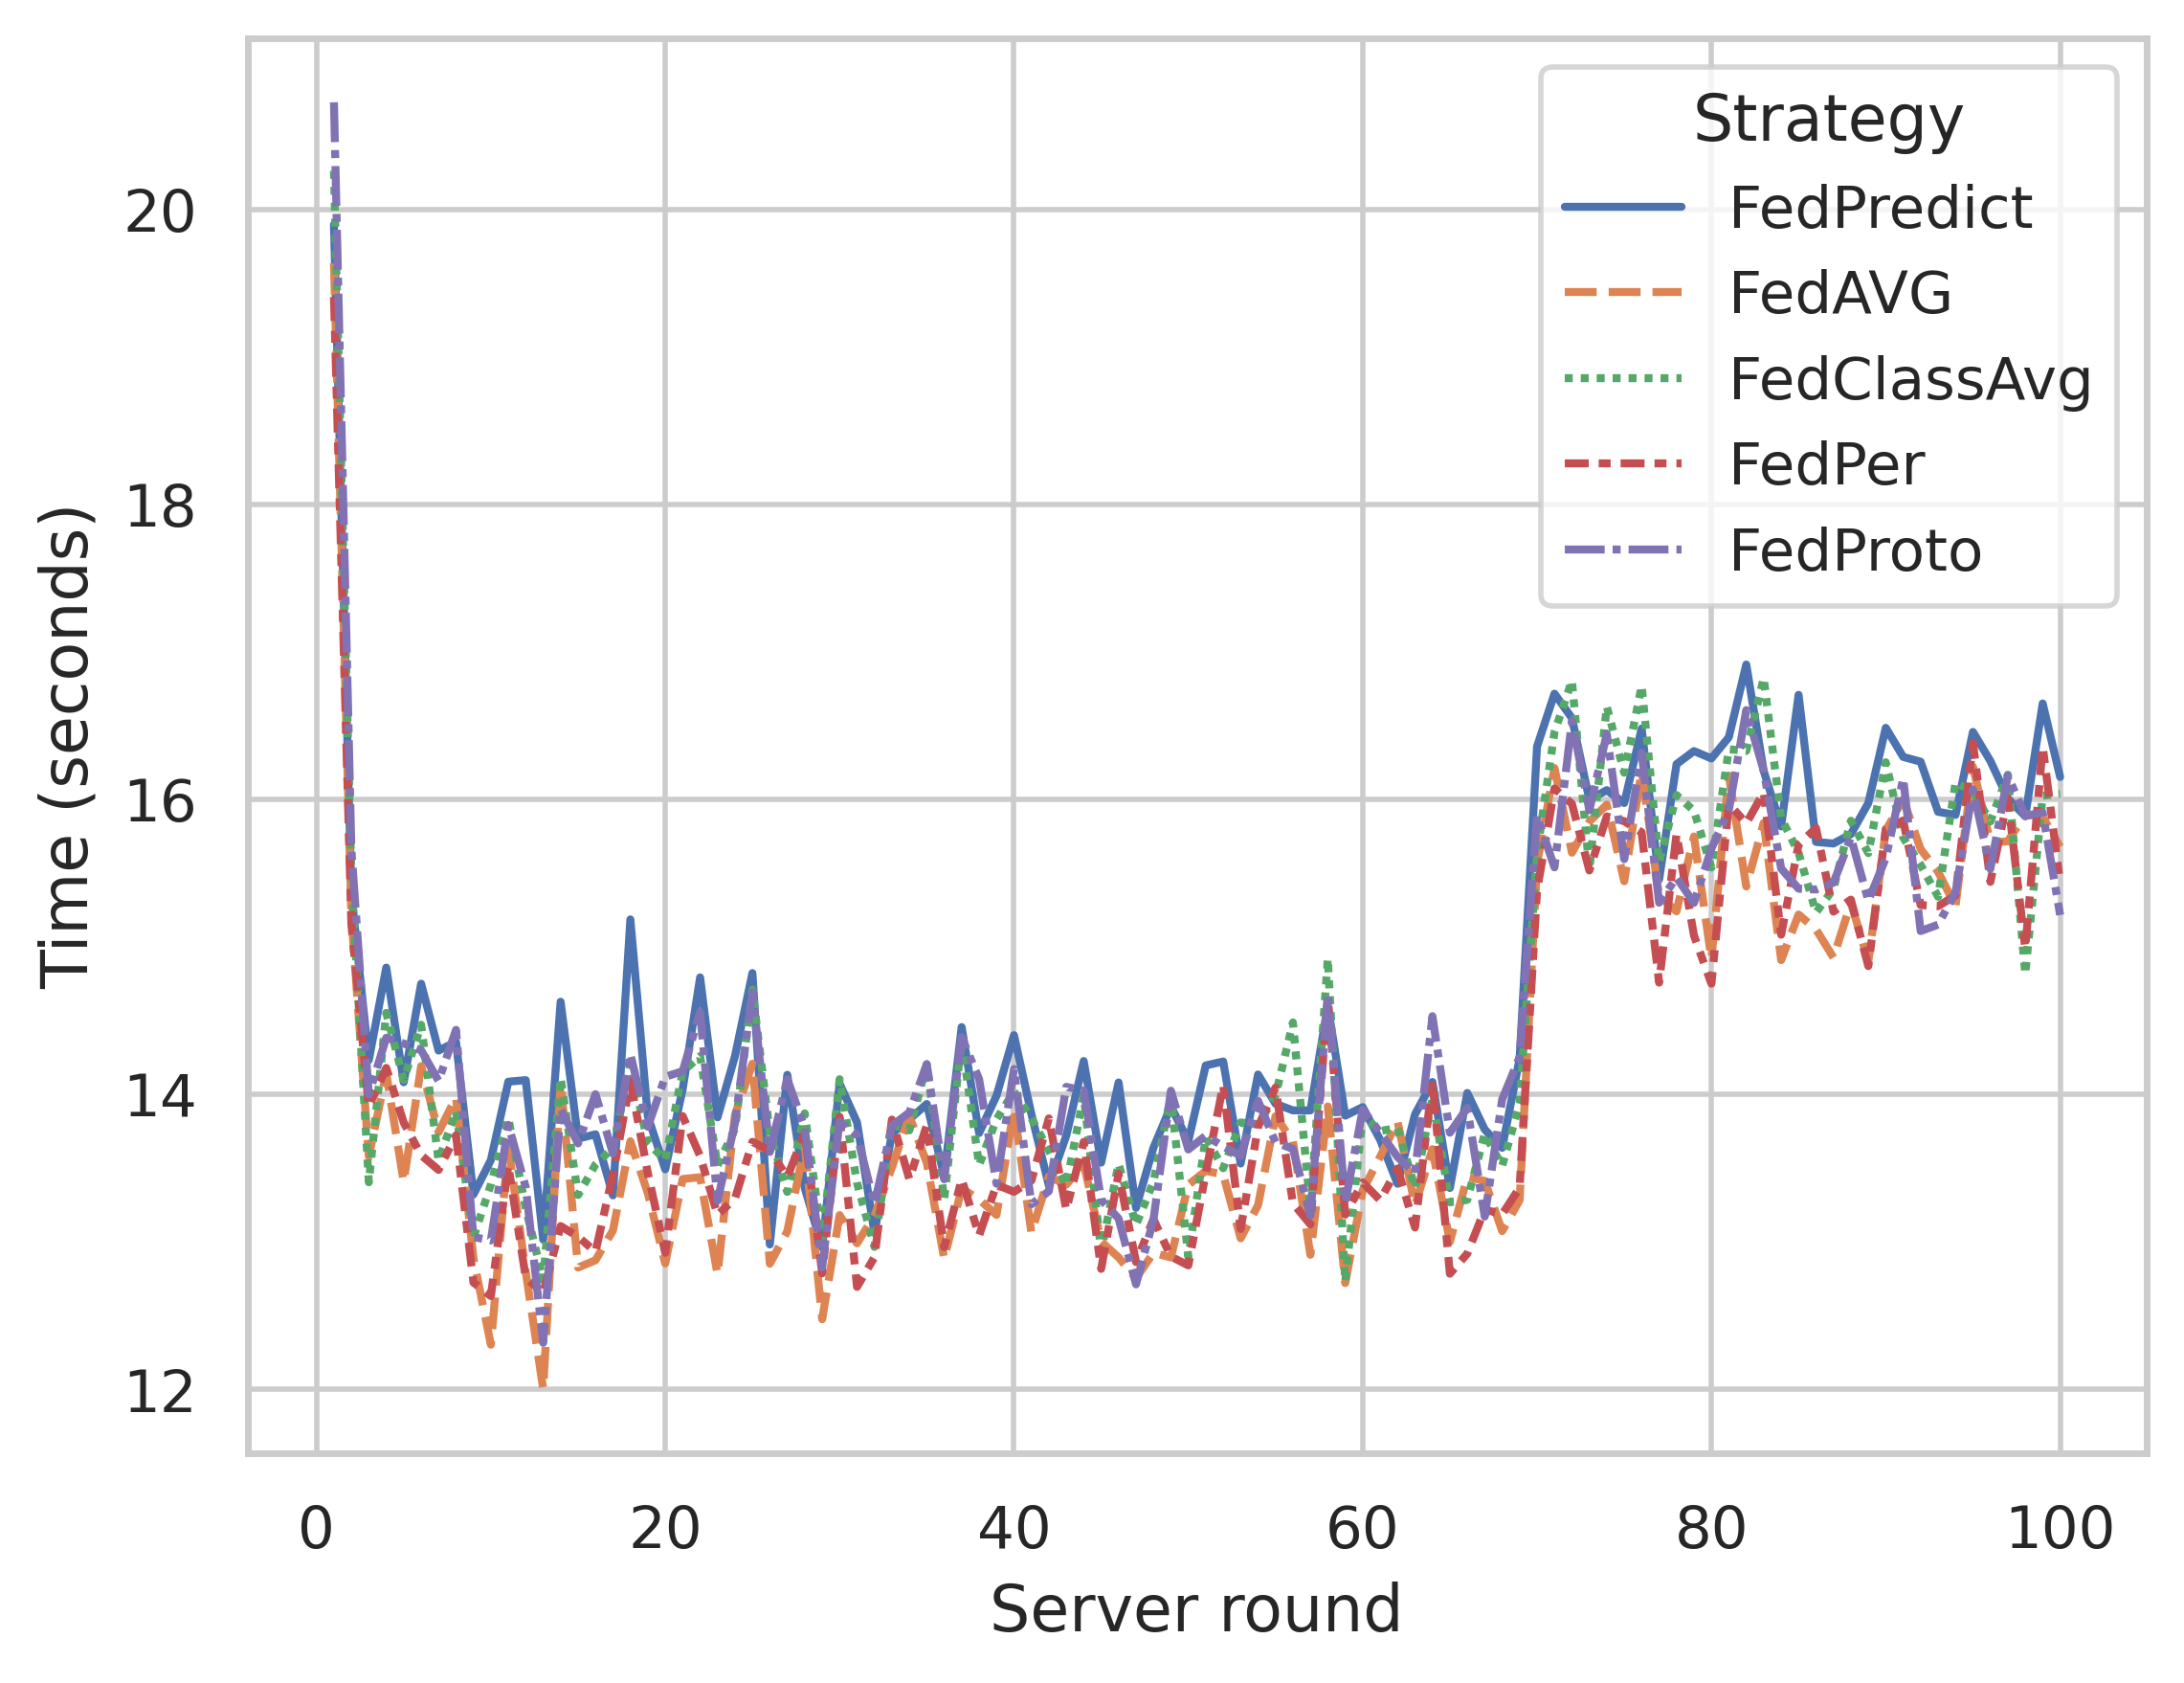 Strategy
FedPredict
FedAVG
FedClassAvg
FedPer
FedProto
Time (seconds)
20
18
16
14
12
0 20 40 60 80 100
Server round